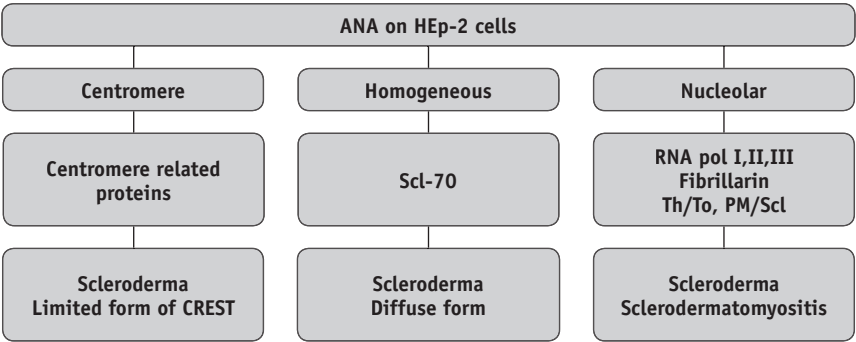 ANA on HEp-2 cells
Centromere
Homogeneous
Nucleolar
Centromere related
proteins
Scl-70
RNA pol I,II,III
Fibrillarin
Th/To, PM/Scl
Scleroderma
Limited form of CREST
Scleroderma
Diffuse form
Scleroderma
Sclerodermatomyositis